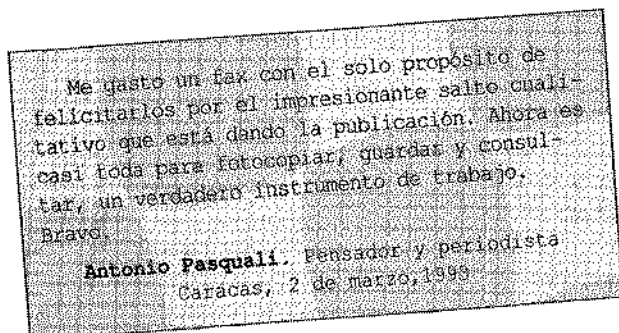 Me gasto un fax con el solo propósito de
felicitarlos por el impresionante salto cuali-
tativo que está dando la publicación. Ahora es
casi toda para fotocopiar, guardar y consul-
tar, un verdadero instrumento de trabajo.
Bravo.
Antonio Pasquali. Pensador y periodista
Caracas, 2 de marzo, 1999